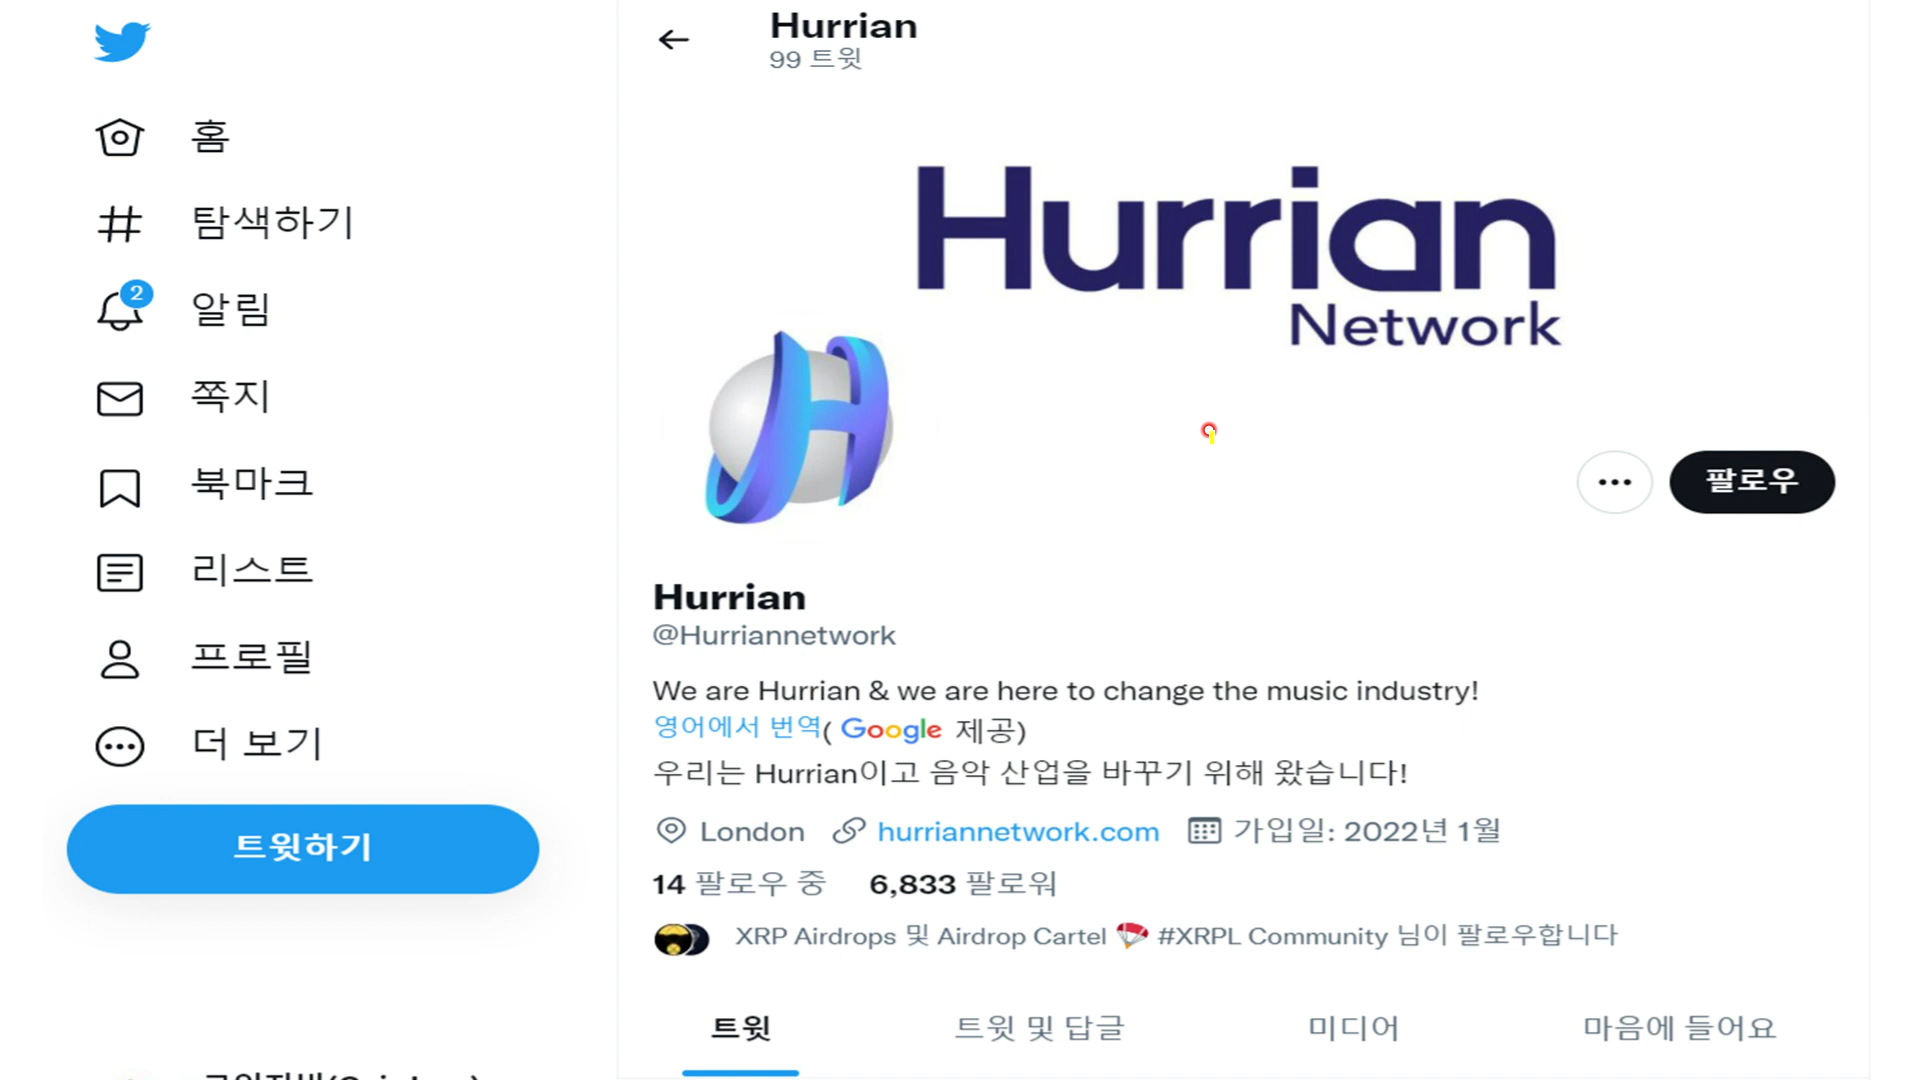 Hurrian
99 트윗
홈
탐색하기
2
알림
쪽지
북마크
리스트
프로필
더 보기
트윗하기
Hurrian
Network
팔로우
Hurrian
@Hurriannetwork
We are Hurrian & we are here to change the music industry!
영어에서 번역( Google 제공)
우리는 Hurrian이고 음악 산업을 바꾸기 위해 왔습니다!
London hurriannetwork.com 가입일: 2022년 1월
14 팔로우 중 6,833 팔로워
XRP Airdrops 및 Airdrop Cartel #XRPL Community 님이 팔로우합니다
트윗 트윗 및 답글 미디어 마음에 들어요